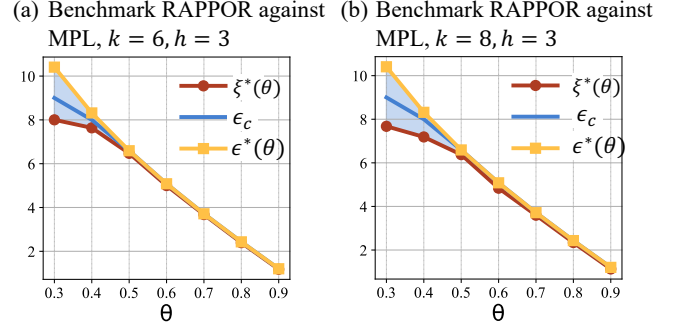 (a) Benchmark RAPPOR against
MPL, k = 6, h = 3
10
8
6
4
2
ξ*(θ)
ϵc
ϵ*(θ)
0.3 0.4 0.5 0.6 0.7 0.8 0.9
θ
(b) Benchmark RAPPOR against
MPL, k = 8, h = 3
10
8
6
4
2
ξ*(θ)
ϵc
ϵ*(θ)
0.3 0.4 0.5 0.6 0.7 0.8 0.9
θ